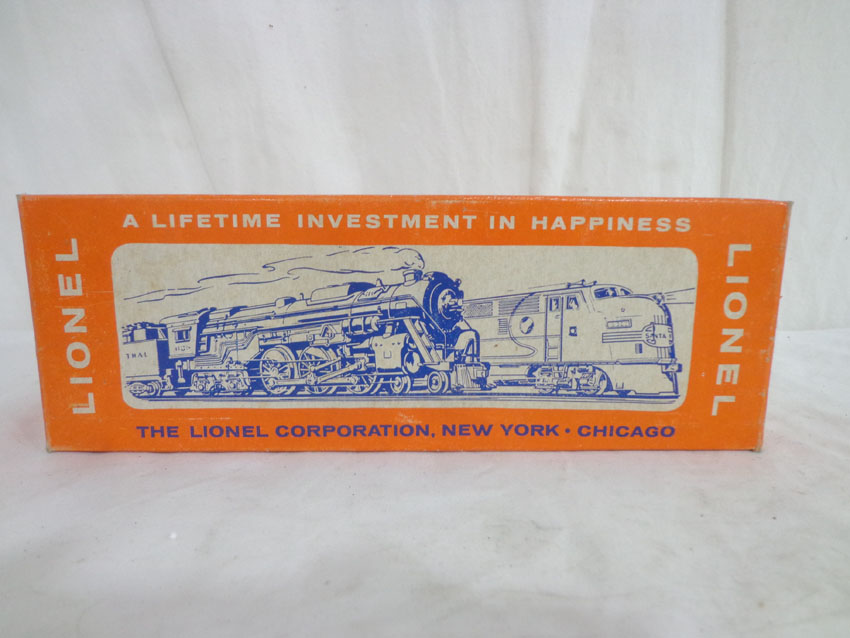 A LIFETIME INVESTMENT IN HAPPINESS
LIONEL
LIONEL
THE LIONEL CORPORATION, NEW YORK • CHICAGO